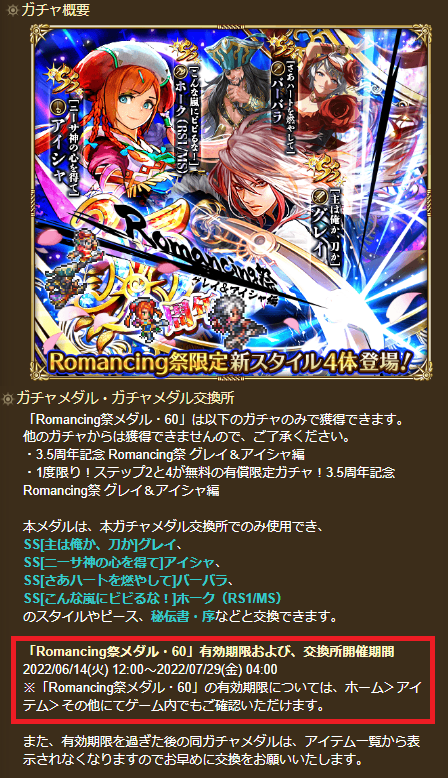 ガチャ概要
SS
[ニーサ神の心を得て]
アイシャ
[こんな嵐にビビるなー!]
ホーク(RS1/MS)
SS
[さあハートを燃やして]
バーバラ
SS
[主は俺か、刀か]
グレイ
Romancing祭
グレイ&アイシャ編
Romancing祭限定新スタイル4体登場!
ガチャメダル・ガチャメダル交換所
「Romancing祭メダル・60」は以下のガチャのみで獲得できます。
他のガチャからは獲得できませんので、ご了承ください。
・3.5周年記念 Romancing祭 グレイ&アイシャ編
・1度限り!ステップ2と4が無料の有償限定ガチャ!3.5周年記念
Romancing祭 グレイ&アイシャ編
本メダルは、本ガチャメダル交換所でのみ使用でき、
SS[主は俺か、刀か]グレイ、
SS[ニーサ神の心を得て]アイシャ、
SS[さあハートを燃やして]バーバラ、
SS[こんな嵐にビビるな!]ホーク(RS1/MS)
のスタイルやピース、秘伝書・序などと交換できます。
「Romancing祭メダル・60」有効期限および、交換所開催期間
2022/06/14(火) 12:00～2022/07/29(金) 04:00
※「Romancing祭メダル・60」の有効期限については、ホーム＞アイ
テム＞その他にてゲーム内でもご確認いただけます。
また、有効期限を過ぎた後の同ガチャメダルは、アイテム一覧から表
示されなくなりますのでお早めに交換をお願いいたします。